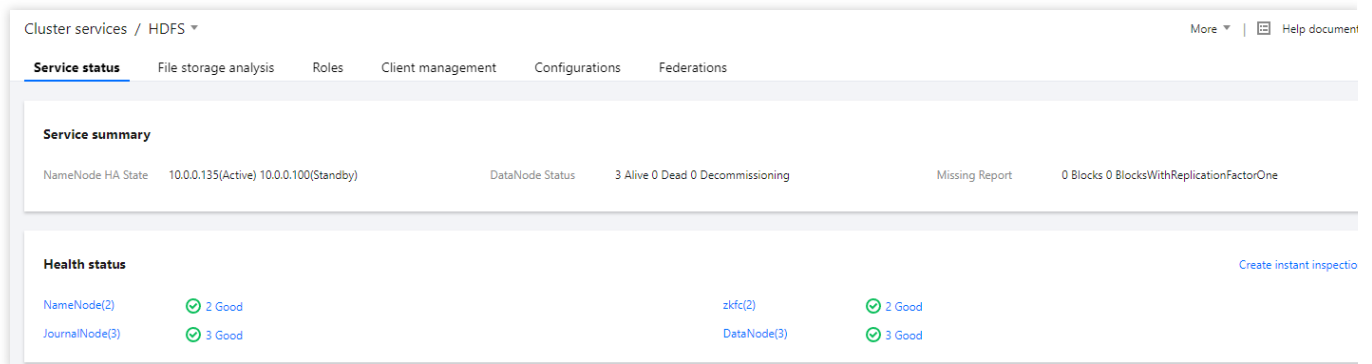 Cluster services / HDFS More | Help document
Service status File storage analysis Roles Client management Configurations Federations
Service summary
NameNode HA State 10.0.0.135(Active) 10.0.0.100(Standby) DataNode Status 3 Alive 0 Dead 0 Decommissioning Missing Report 0 Blocks 0 BlocksWithReplicationFactorOne
Health status Create instant inspectio
NameNode(2) 2 Good zkfc(2) 2 Good
JournalNode(3) 3 Good DataNode(3) 3 Good